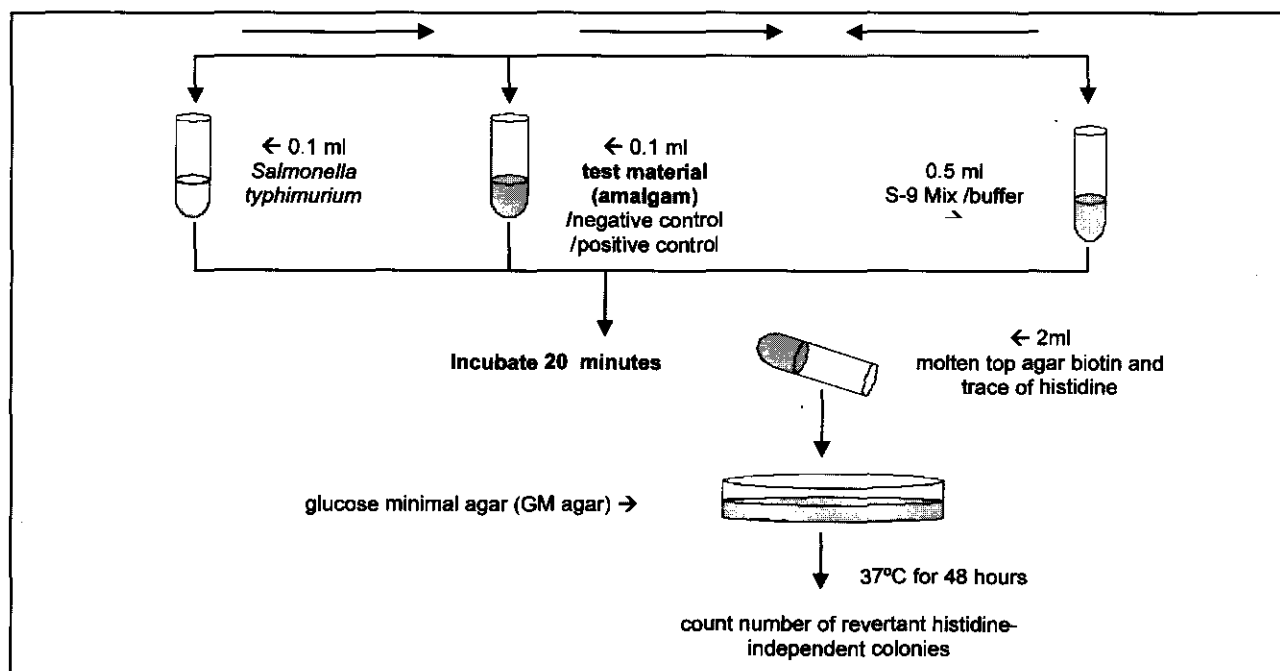 ← 0.1 ml
Salmonella
typhimurium
← 0.1 ml
test material
(amalgam)
/negative control
/positive control
0.5 ml
S-9 Mix /buffer
→
Incubate 20 minutes
← 2ml
molten top agar biotin and
trace of histidine
glucose minimal agar (GM agar) →
37ºC for 48 hours
count number of revertant histidine-
independent colonies